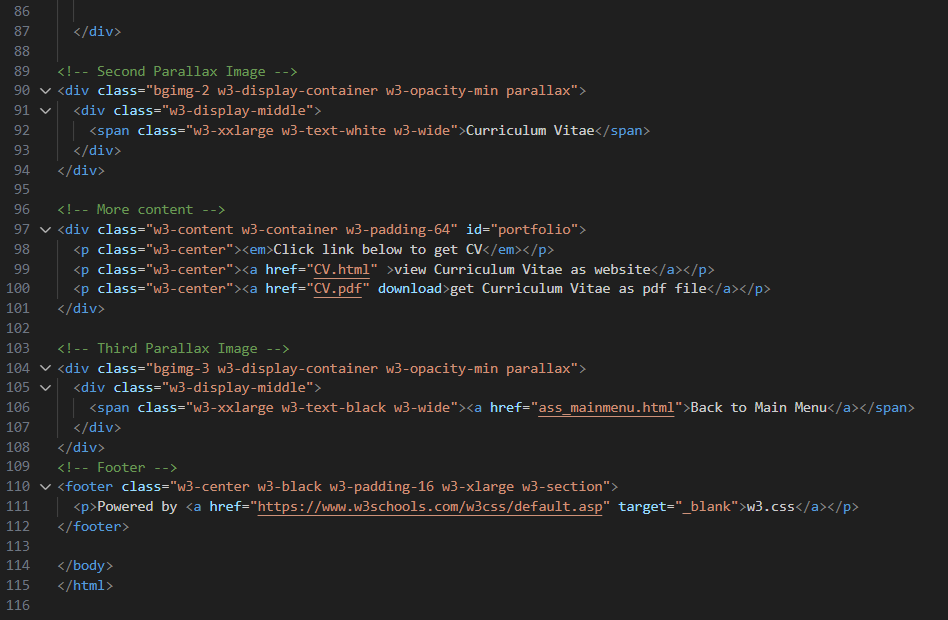 86
87 </div>
88
89 <!-- Second Parallax Image -->
90 <div class="bgimg-2 w3-display-container w3-opacity-min parallax">
91 <div class="w3-display-middle">
92 <span class="w3-xxlarge w3-text-white w3-wide">Curriculum Vitae</span>
93 </div>
94 </div>
95
96 <!-- More content -->
97 <div class="w3-content w3-container w3-padding-64" id="portfolio">
98 <p class="w3-center"><em>Click link below to get CV</em></p>
99 <p class="w3-center"><a href="CV.html" >view Curriculum Vitae as website</a></p>
100 <p class="w3-center"><a href="CV.pdf" download>get Curriculum Vitae as pdf file</a></p>
101 </div>
102
103 <!-- Third Parallax Image -->
104 <div class="bgimg-3 w3-display-container w3-opacity-min parallax">
105 <div class="w3-display-middle">
106 <span class="w3-xxlarge w3-text-black w3-wide"><a href="ass_mainmenu.html">Back to Main Menu</a></span>
107 </div>
108 </div>
109 <!-- Footer -->
110 <footer class="w3-center w3-black w3-padding-16 w3-xlarge w3-section">
111 <p>Powered by <a href="https://www.w3schools.com/w3css/default.asp" target="_blank">w3.css</a></p>
112 </footer>
113
114 </body>
115 </html>
116